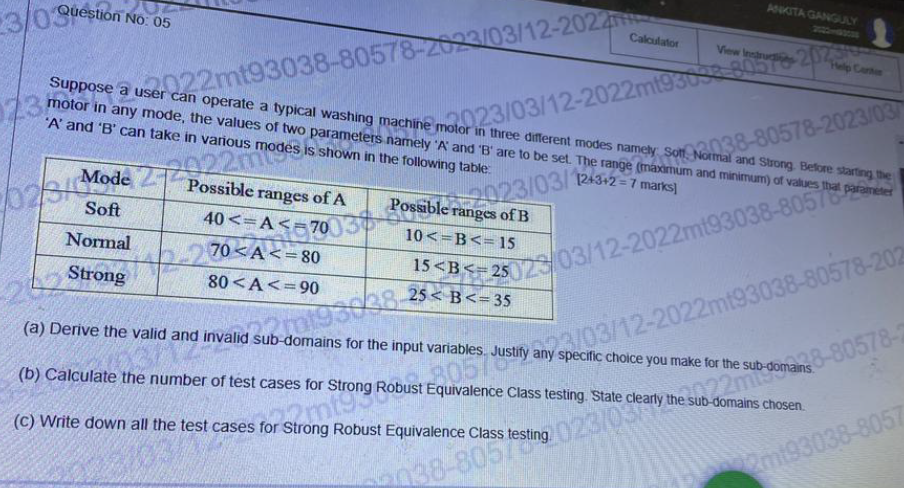 Question No: 05
ANKITA GANGULY
Calculator
View Instructions
Help Center
Suppose a user can operate a typical washing machine motor in three different modes namely: Soft, Normal and Strong. Before starting the
motor in any mode, the values of two parameters namely 'A' and 'B' are to be set. The range (maximum and minimum) of values that parameter
'A' and 'B' can take in various modes is shown in the following table:
[2+3+2 = 7 marks]
Mode Possible ranges of A Possible ranges of B
Soft 40<=A<=70 10<=B<=15
Normal 70<A<=80 15<B<=25
Strong 80<A<=90 25<B<=35
(a) Derive the valid and invalid sub-domains for the input variables. Justify any specific choice you make for the sub-domains.
(b) Calculate the number of test cases for Strong Robust Equivalence Class testing. State clearly the sub-domains chosen.
(c) Write down all the test cases for Strong Robust Equivalence Class testing.